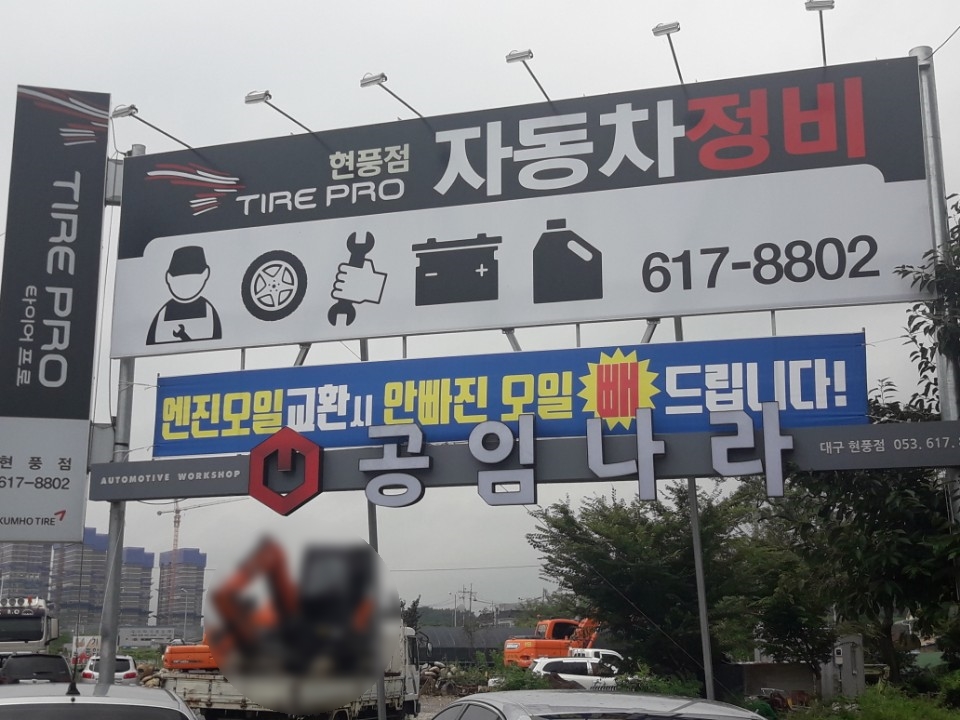 TIRE PRO
타이어 프로
현풍점
617-8802
KUMHO TIRE
현풍점
TIRE PRO
자동차정비
617-8802
엔진모일교환시 안빠진 모일 빼 드립니다!
AUTOMOTIVE WORKSHOP
공임나라
대구 현풍점 053. 617.